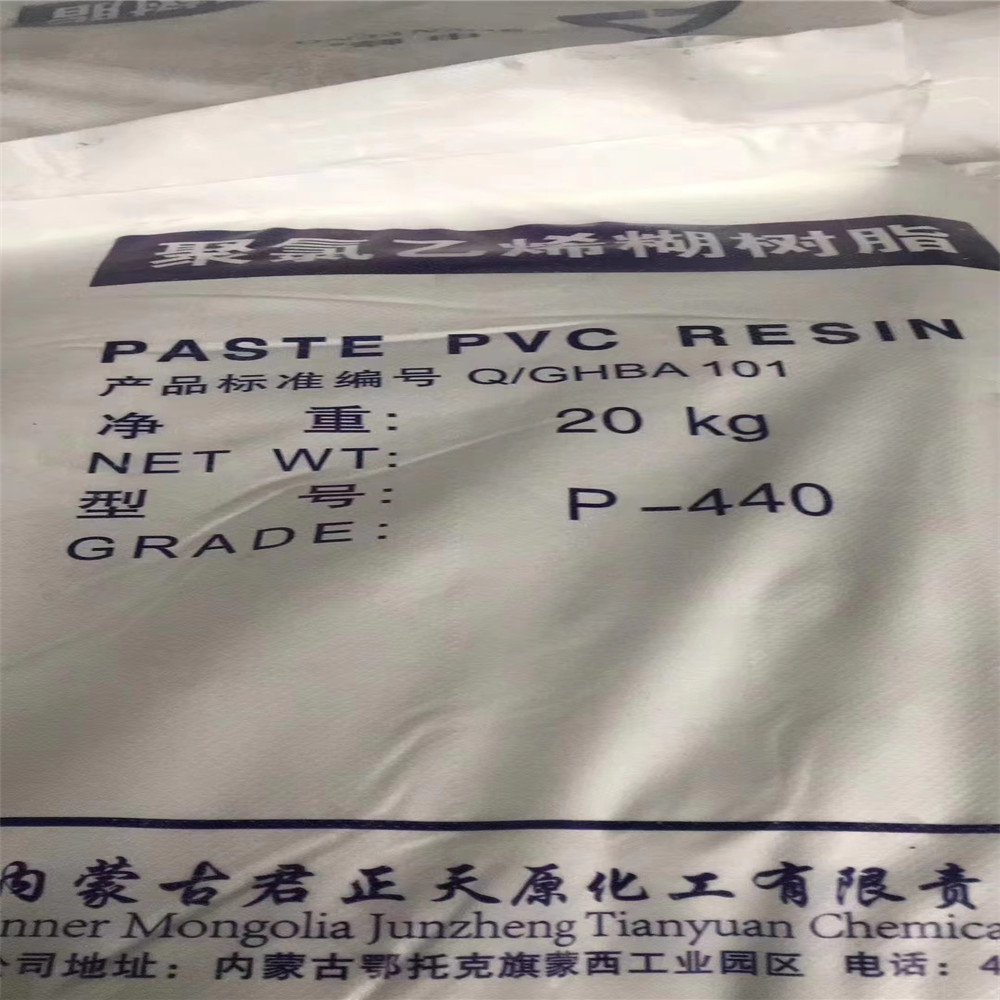 聚氯乙烯糊树脂
PASTE PVC RESIN
产品标准编号 Q/GHBA 101
净 重: 20 kg
NET WT:
型 号: P-440
GRADE:
内蒙古君正天原化工有限责
nner Mongolia Junzheng Tianyuan Chemica
公司地址: 内蒙古鄂托克旗蒙西工业园区 电话: 4